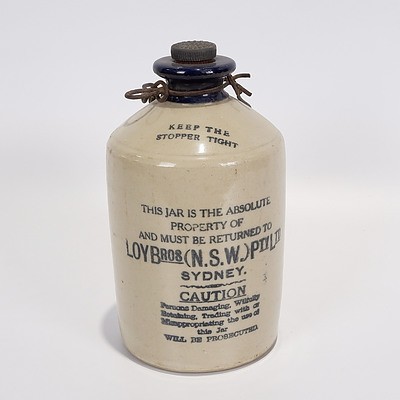 KEEP THE
STOPPER TIGHT
THIS JAR IS THE ABSOLUTE
PROPERTY OF
AND MUST BE RETURNED TO
LOY BROS (N.S.W.) PTY LTD
SYDNEY.
CAUTION
Persons Damaging, Wilfully
Retaining, Trading with or
Misappropriating the use of
this Jar
WILL BE PROSECUTED.